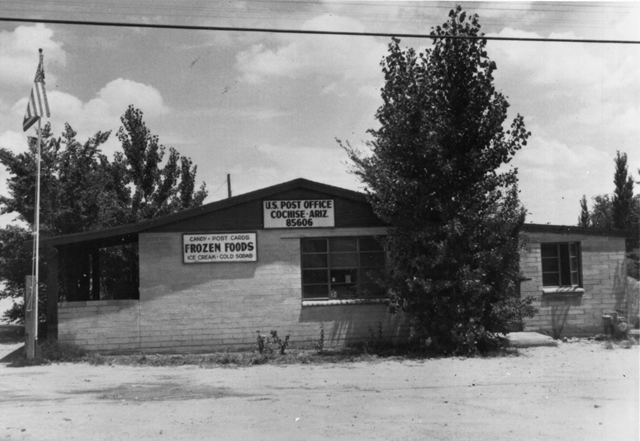 U.S. POST OFFICE
COCHISE - ARIZ.
85606
CANDY - POST CARDS
FROZEN FOODS
ICE CREAM - COLD SODAS